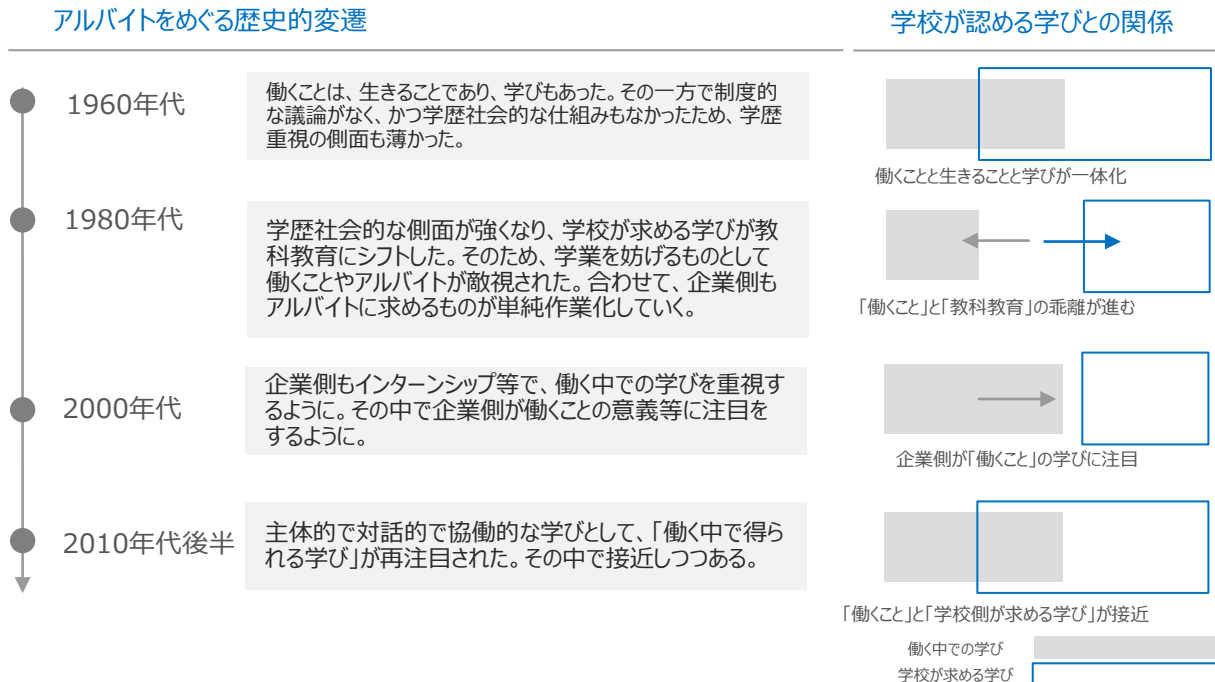 アルバイトをめぐる歴史的変遷
学校が認める学びとの関係
1960年代
働くことは、生きることであり、学びもあった。その一方で制度的
な議論がなく、かつ学歴社会的な仕組みもなかったため、学歴
重視の側面も薄かった。
働くことと生きることと学びが一体化
1980年代
学歴社会的な側面が強くなり、学校が求める学びが教
科教育にシフトした。そのため、学業を妨げるものとして
働くことやアルバイトが敵視された。合わせて、企業側も
アルバイトに求めるものが単純作業化していく。
「働くこと」と「教科教育」の乖離が進む
2000年代
企業側もインターンシップ等で、働く中での学びを重視す
るように。その中で企業側が働くことの意義等に注目を
するように。
企業側が「働くこと」の学びに注目
2010年代後半
主体的で対話的で協働的な学びとして、「働く中で得ら
れる学び」が再注目された。その中で接近しつつある。
「働くこと」と「学校側が求める学び」が接近
働く中での学び
学校が求める学び